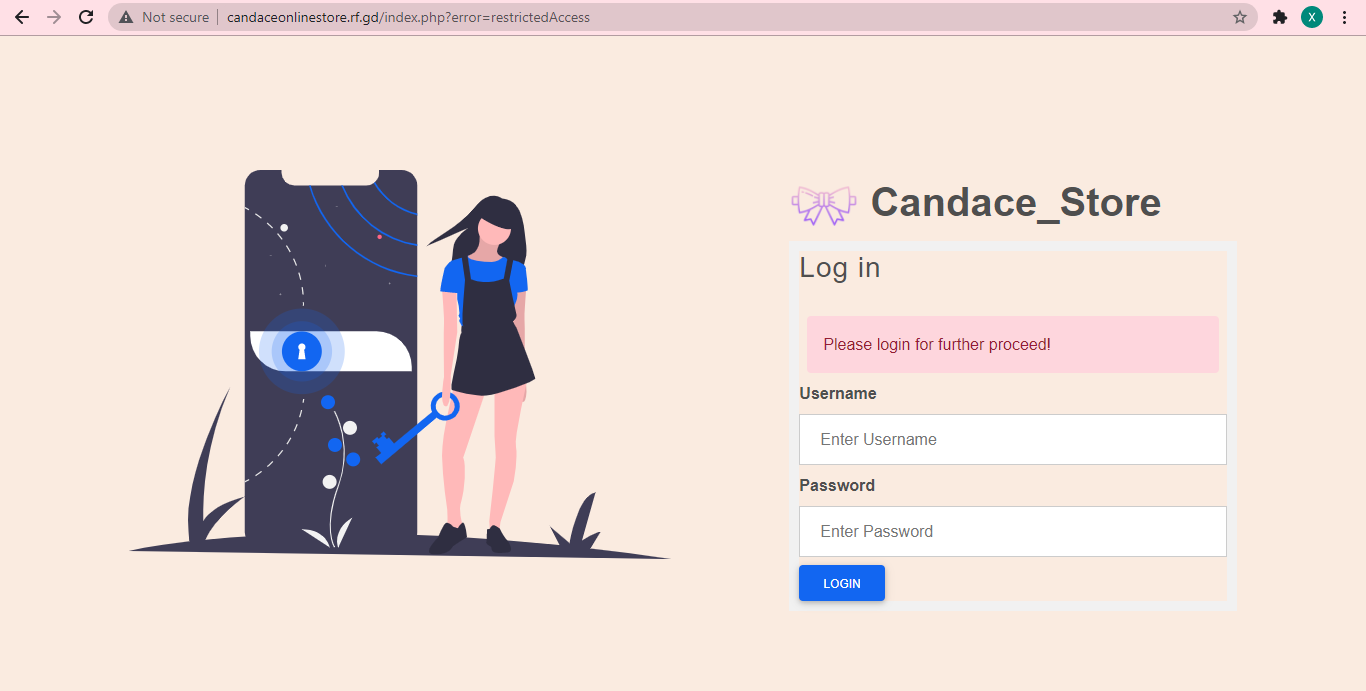 Not secure
candaceonlinestore.rf.gd/index.php?error=restrictedAccess
X
Candace_Store
Log in
Please login for further proceed!
Username
Enter Username
Password
Enter Password
LOGIN